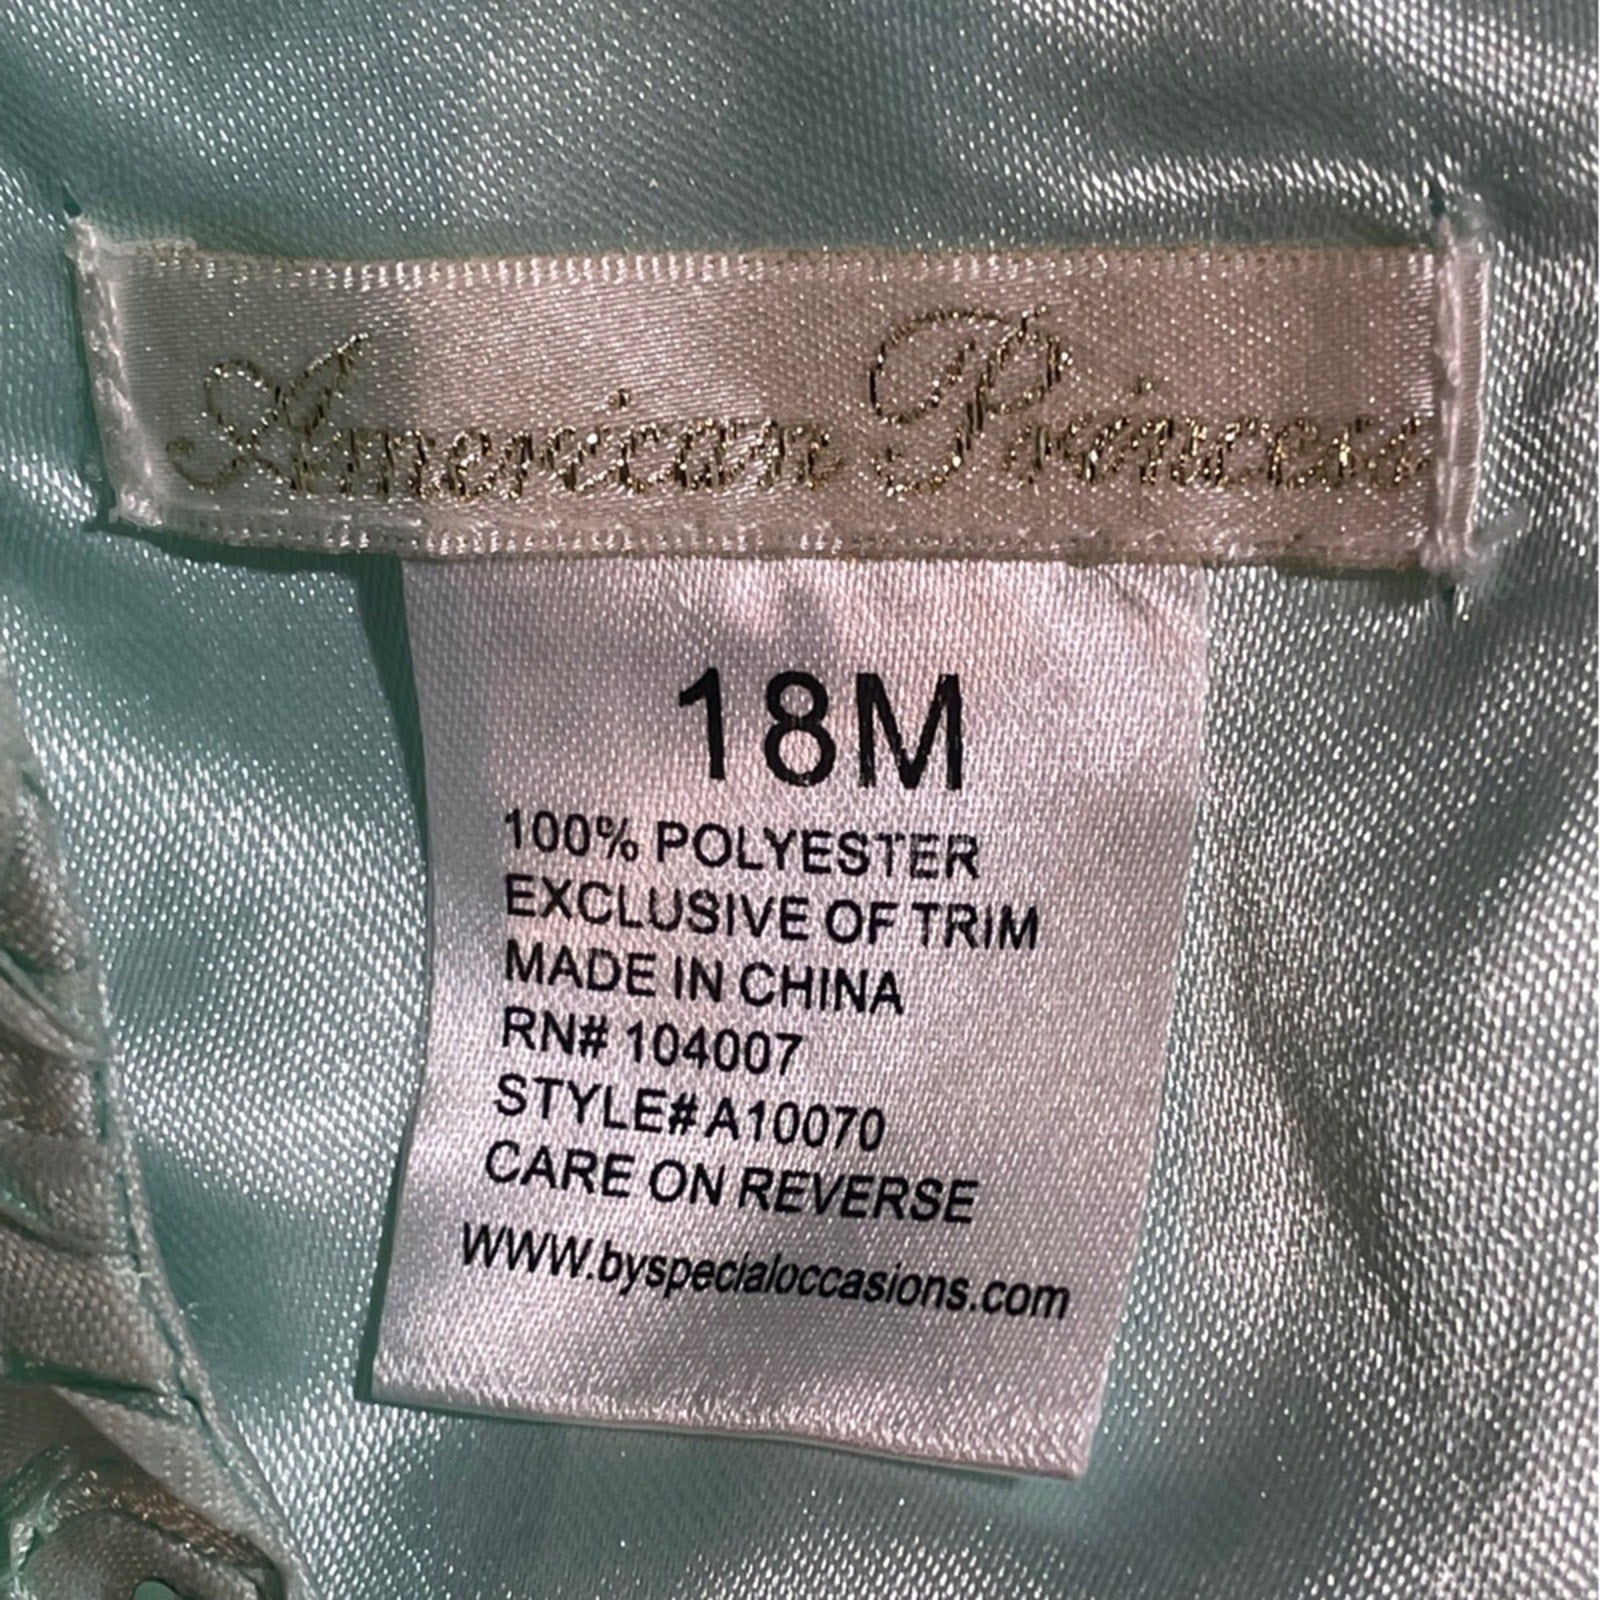 American Princess
18M
100% POLYESTER
EXCLUSIVE OF TRIM
MADE IN CHINA
RN# 104007
STYLE# A10070
CARE ON REVERSE
WWW.byspecialoccasions.com